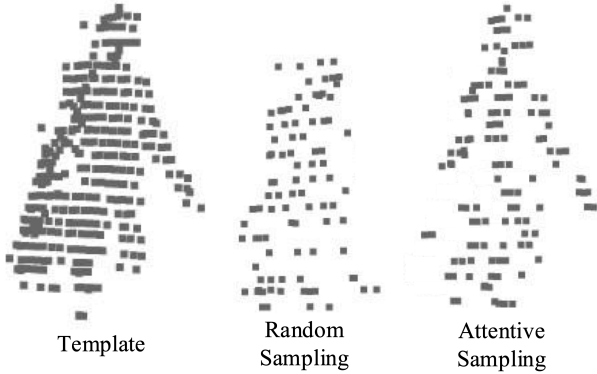 Template
Random
Sampling
Attentive
Sampling